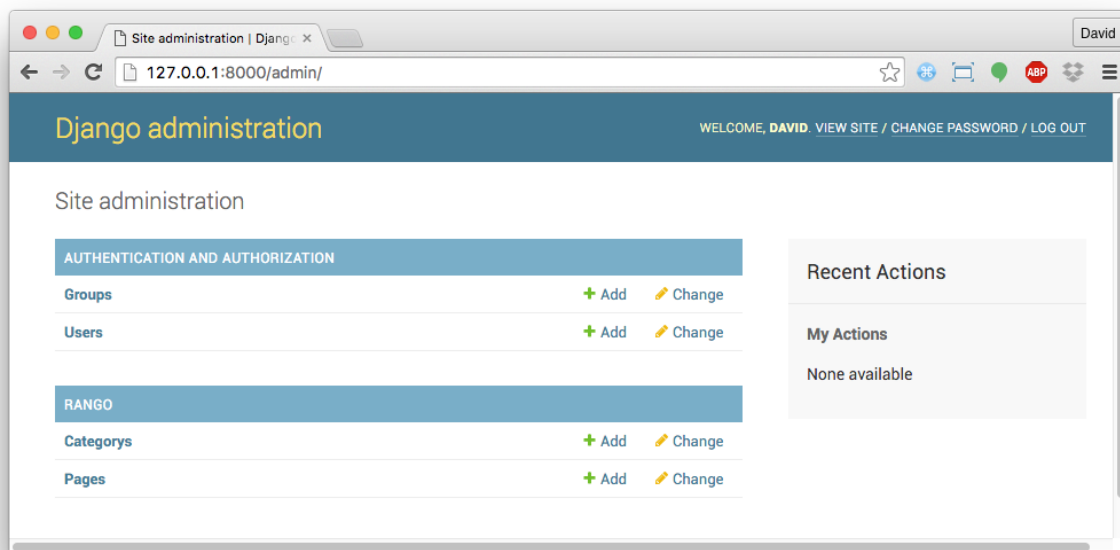 Site administration | Djang
David
127.0.0.1:8000/admin/
ABP
Django administration
WELCOME, DAVID. VIEW SITE / CHANGE PASSWORD / LOG OUT
Site administration
AUTHENTICATION AND AUTHORIZATION
Groups Add Change
Users Add Change
Recent Actions
My Actions
None available
RANGO
Categorys Add Change
Pages Add Change